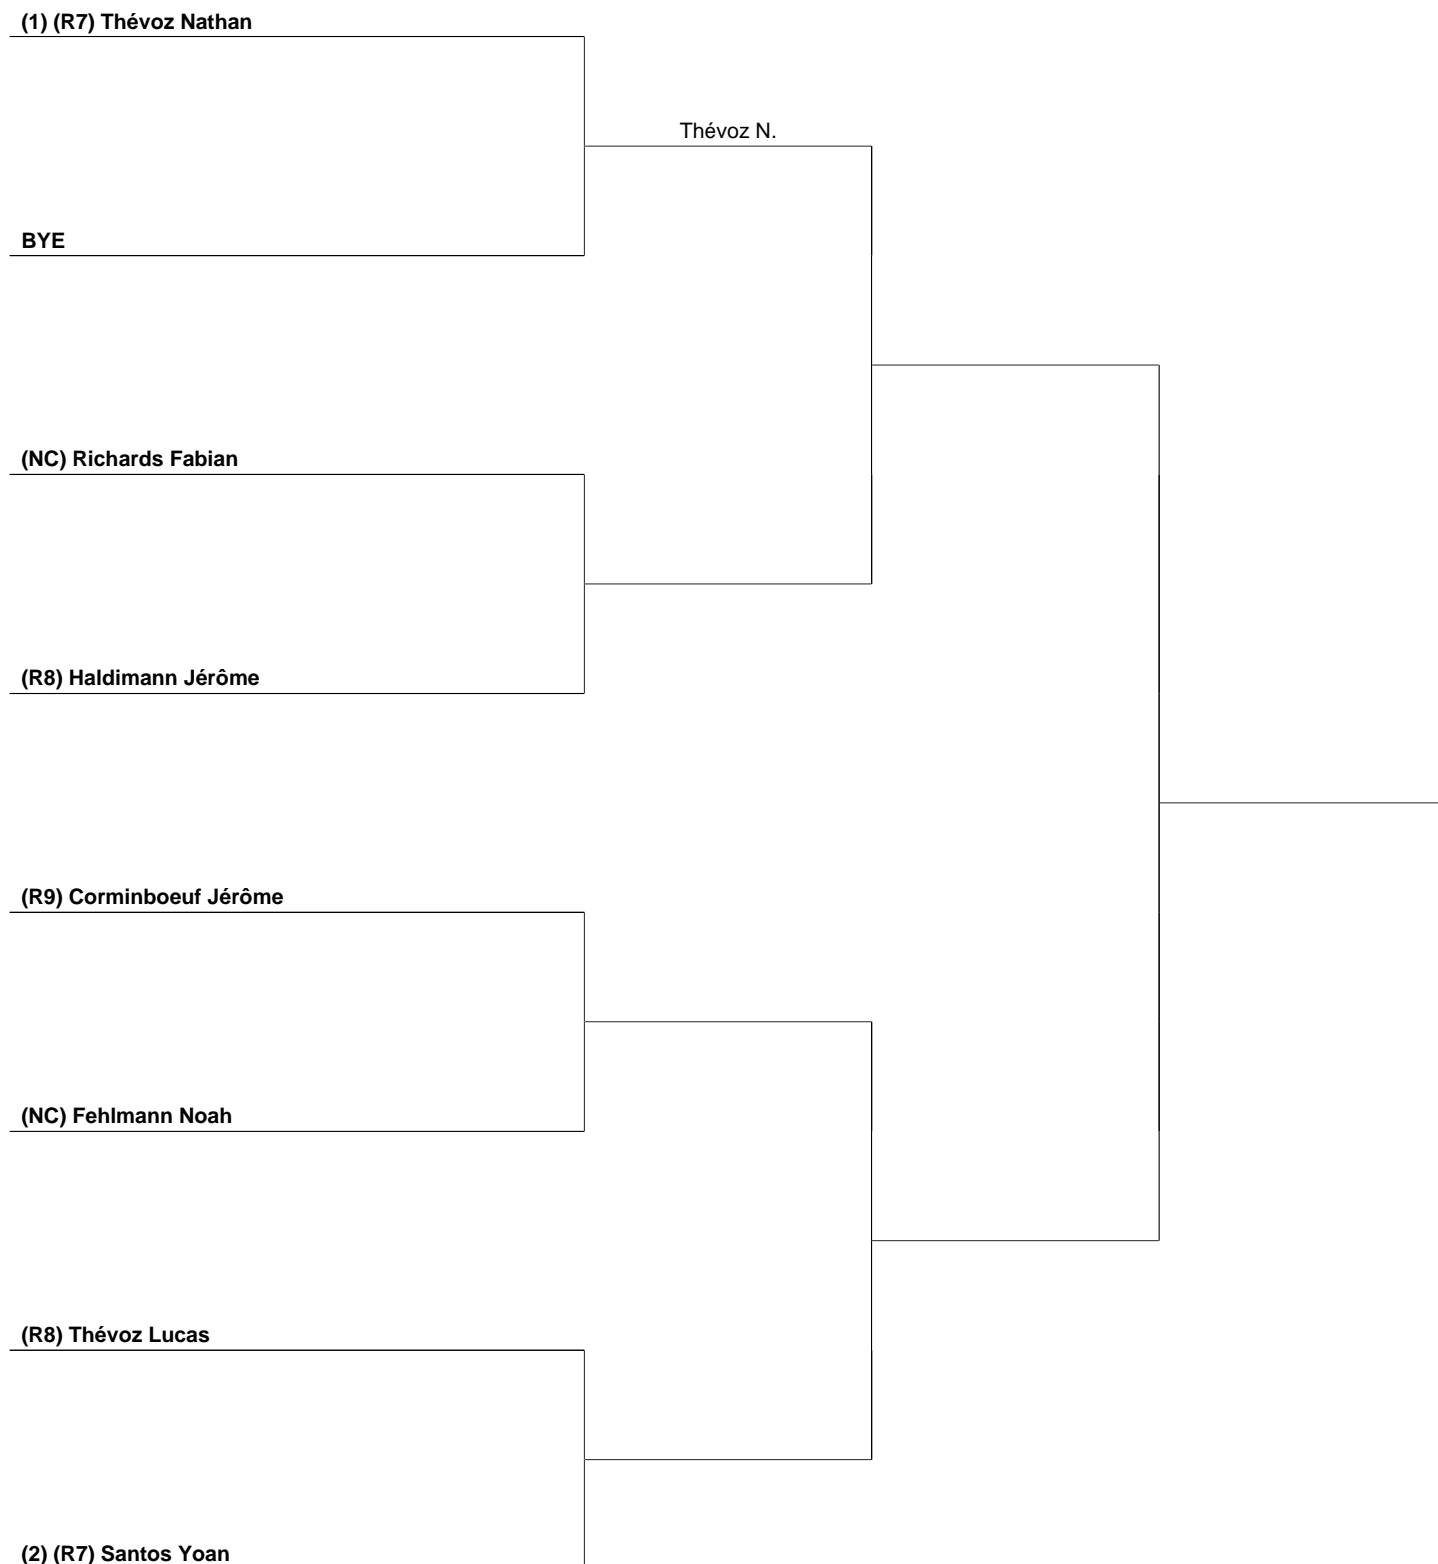 (1) (R7) Thévoz Nathan
Thévoz N.
BYE
(NC) Richards Fabian
(R8) Haldimann Jérôme
(R9) Corminboeuf Jérôme
(NC) Fehlmann Noah
(R8) Thévoz Lucas
(2) (R7) Santos Yoan